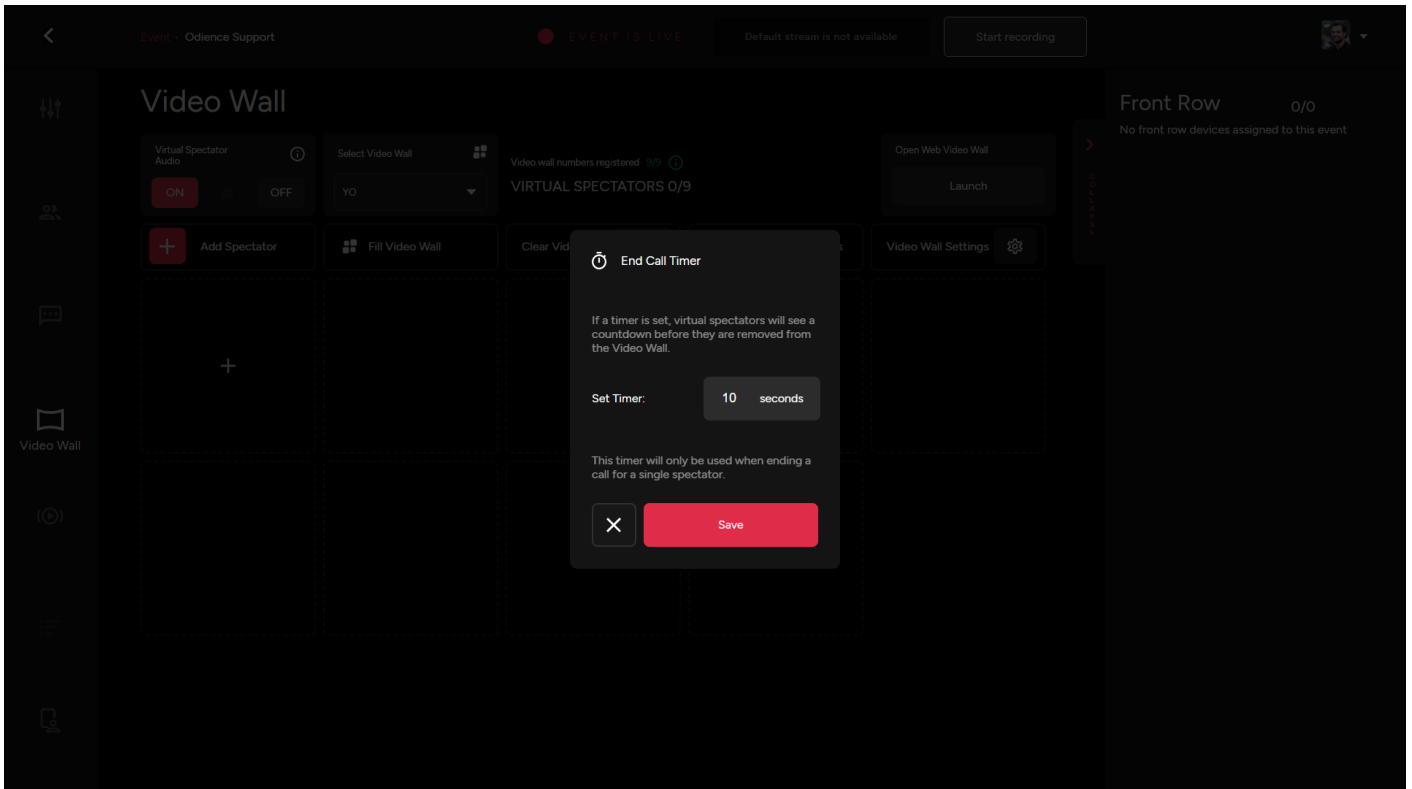 Event - Odience Support
EVENT IS LIVE
Default stream is not available
Start recording
Video Wall
Front Row
0/0
No front row devices assigned to this event
Virtual Spectator
Audio
ON
OFF
Select Video Wall
YO
Video wall numbers registered 9/9
VIRTUAL SPECTATORS 0/9
Open Web Video Wall
Launch
COLLAPSE
Add Spectator
Fill Video Wall
Clear Vid
s
Video Wall Settings
End Call Timer
If a timer is set, virtual spectators will see a
countdown before they are removed from
the Video Wall.
Set Timer:
10 seconds
This timer will only be used when ending a
call for a single spectator.
Save
Video Wall